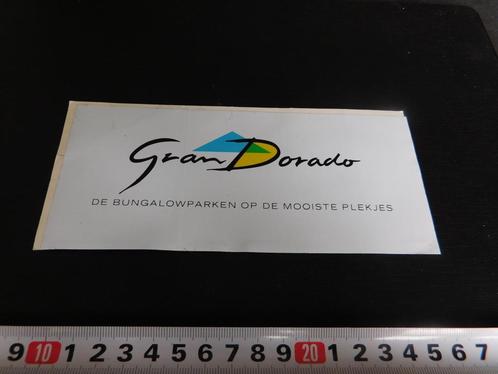 Gran Dorado
DE BUNGALOWPARKEN OP DE MOOISTE PLEKJES
9 10 1 2 3 4 5 6 7 8 9 20 1 2 3 4 5 6 7